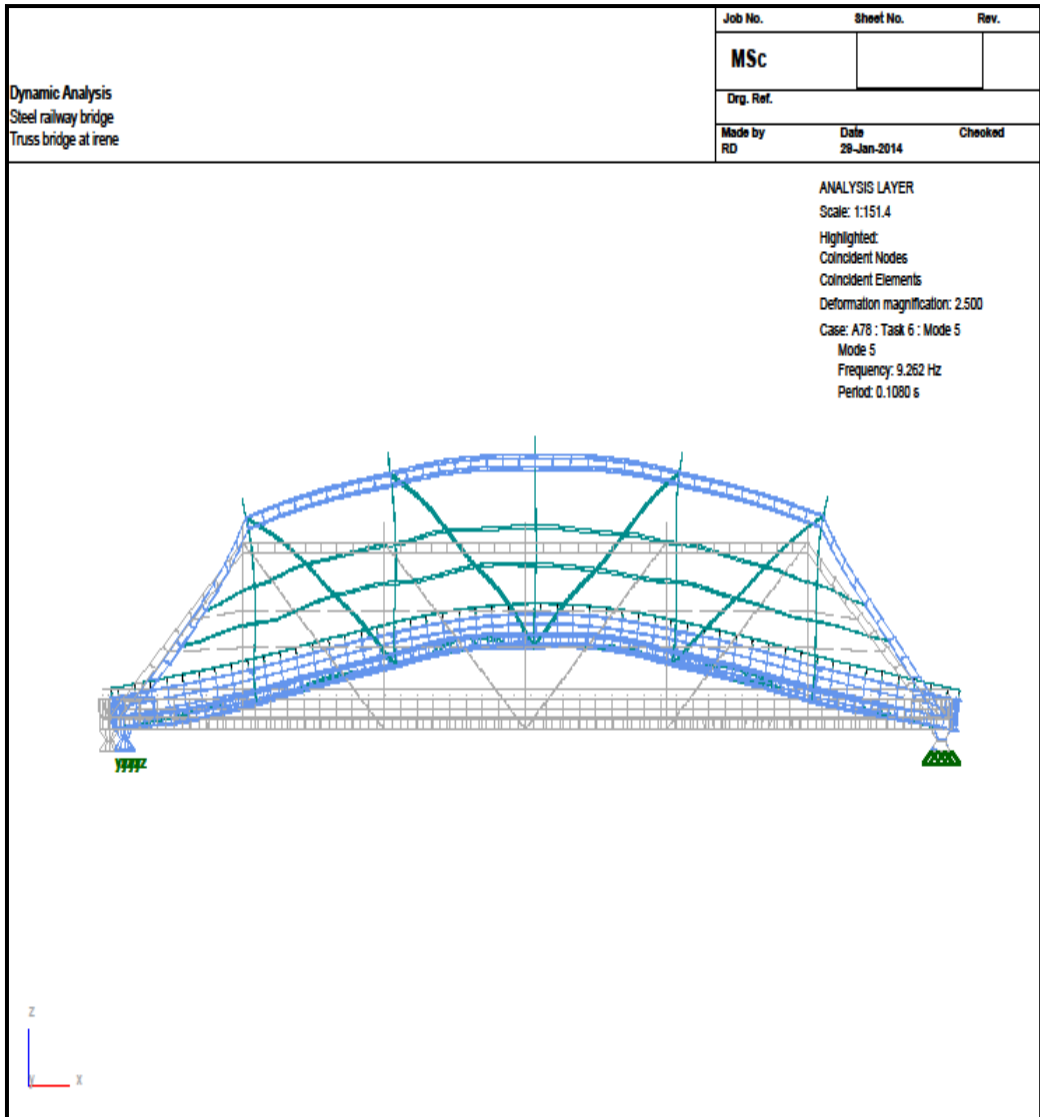 Job No. Sheet No. Rev.
MSc
Dynamic Analysis
Steel railway bridge
Truss bridge at irene
Drg. Ref.
Made by Date Checked
RD 29-Jan-2014
ANALYSIS LAYER
Scale: 1:151.4
Highlighted:
Coincident Nodes
Coincident Elements
Deformation magnification: 2.500
Case: A78 : Task 6 : Mode 5
Mode 5
Frequency: 9.262 Hz
Period: 0.1080 s
z
y x